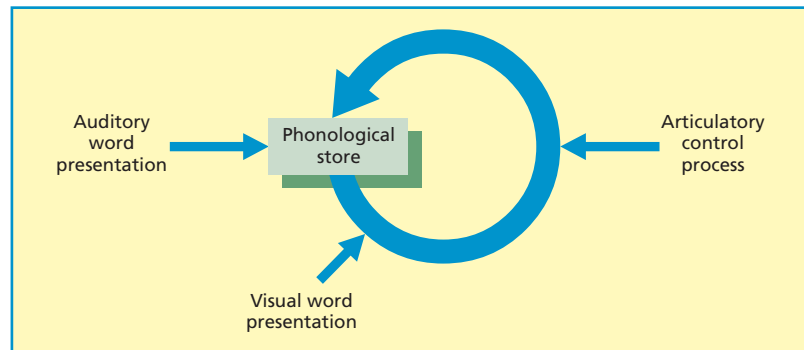 Auditory
word
presentation
Phonological
store
Articulatory
control
process
Visual word
presentation